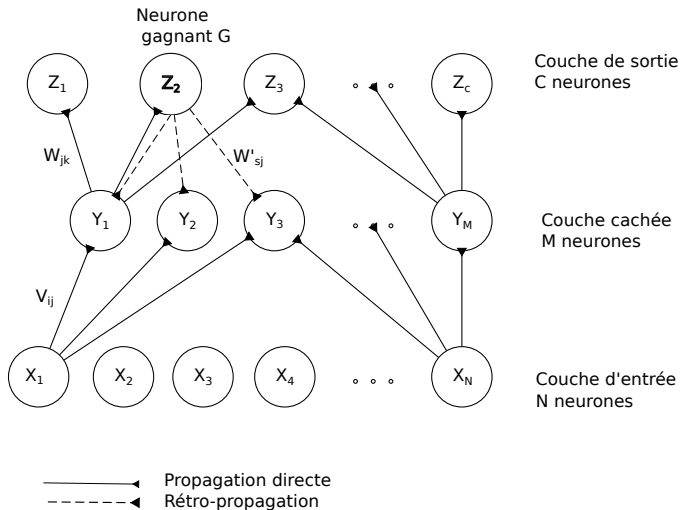 Neurone
gagnant G
Z1 Z2 Z3 Zc
Couche de sortie
C neurones
Wjk W'sj
Y1 Y2 Y3 YM
Couche cachée
M neurones
Vij
X1 X2 X3 X4 XN
Couche d'entrée
N neurones
Propagation directe
Rétro-propagation